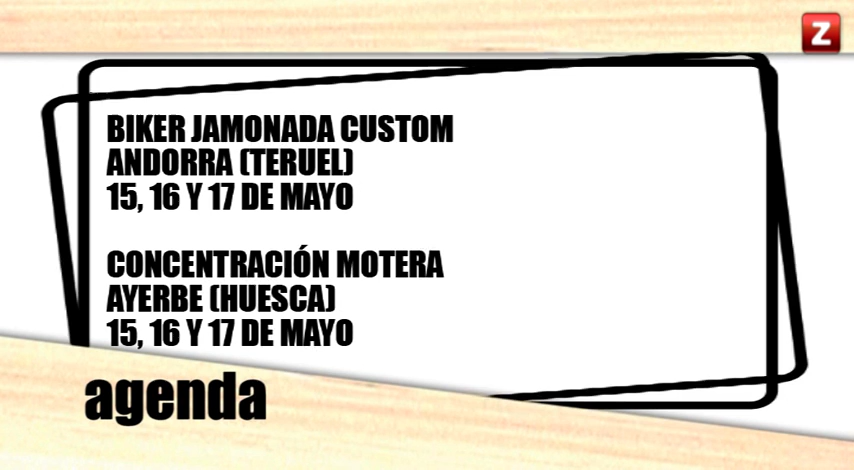 Z
BIKER JAMONADA CUSTOM
ANDORRA (TERUEL)
15, 16 Y 17 DE MAYO
CONCENTRACIÓN MOTERA
AYERBE (HUESCA)
15, 16 Y 17 DE MAYO
agenda